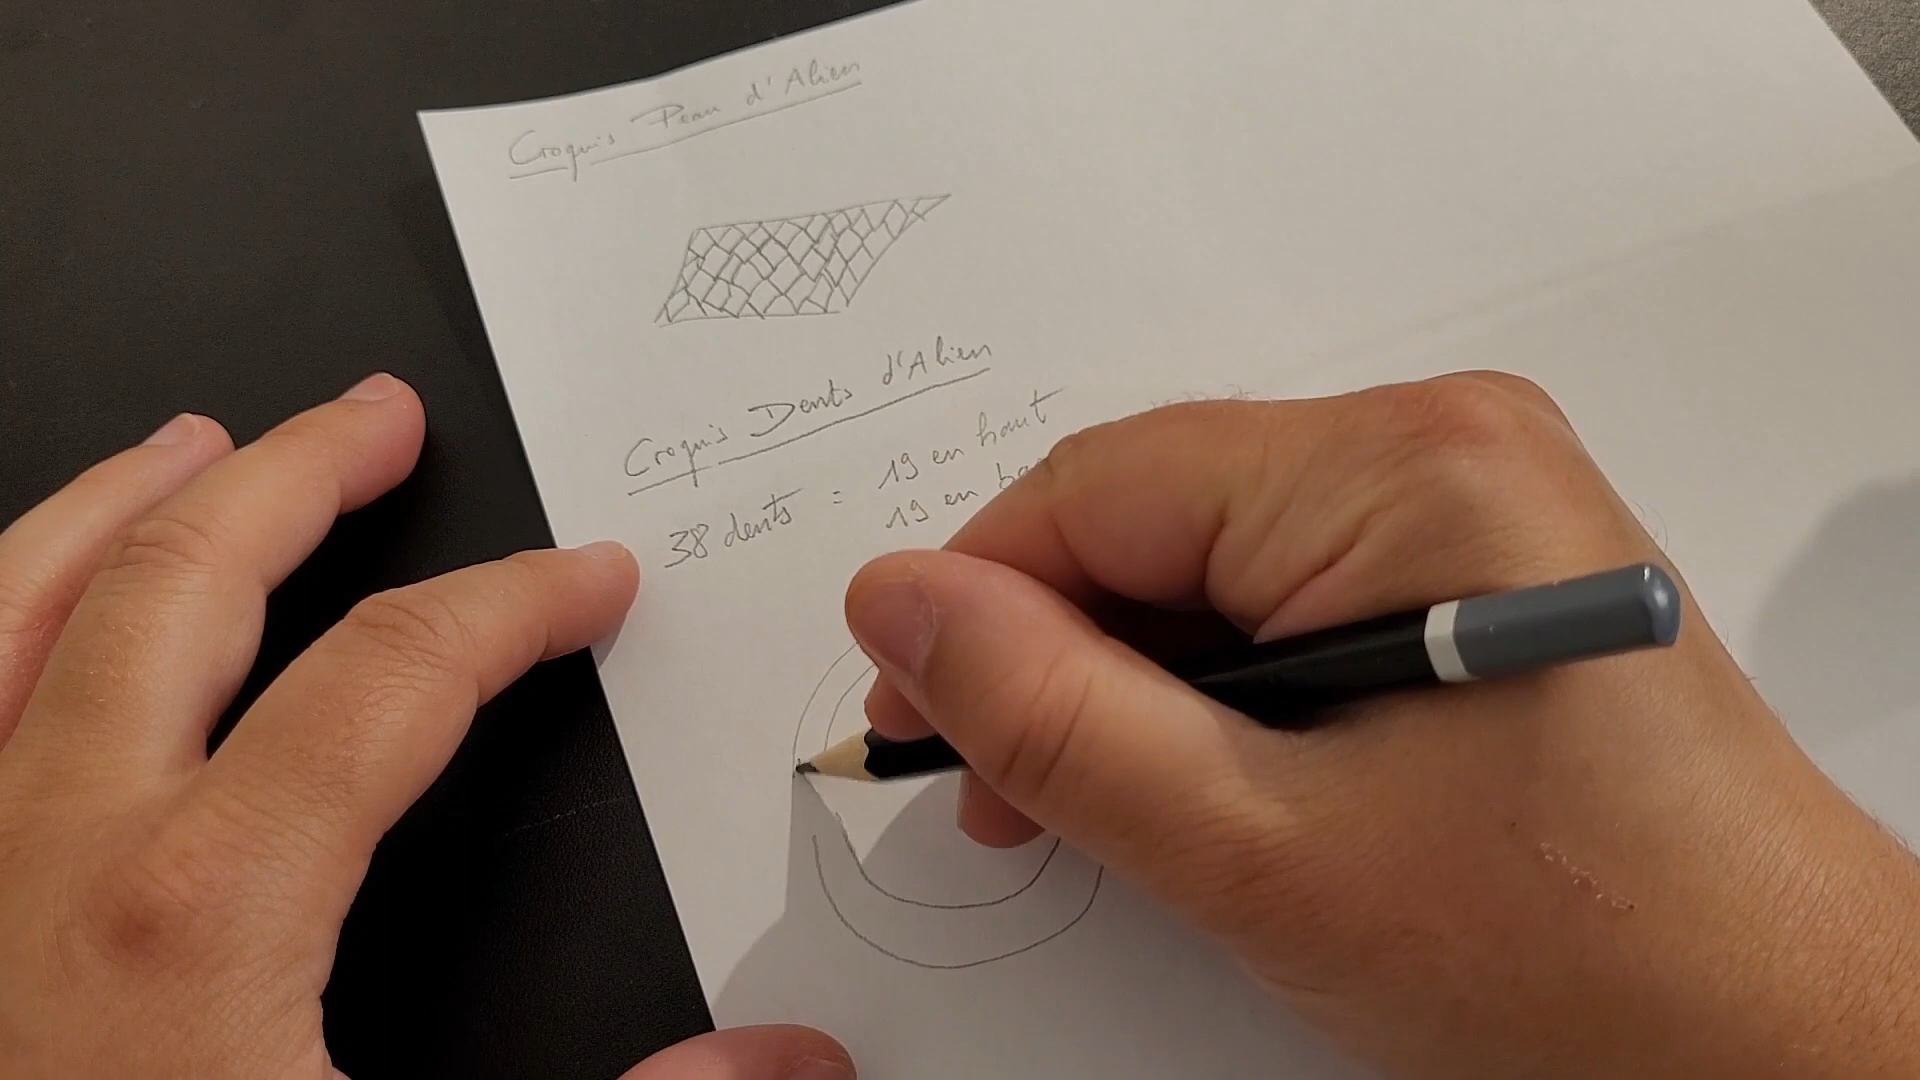 Croquis Peau d'Alien
Croquis Dents d'Alien
38 dents = 19 en haut
19 en